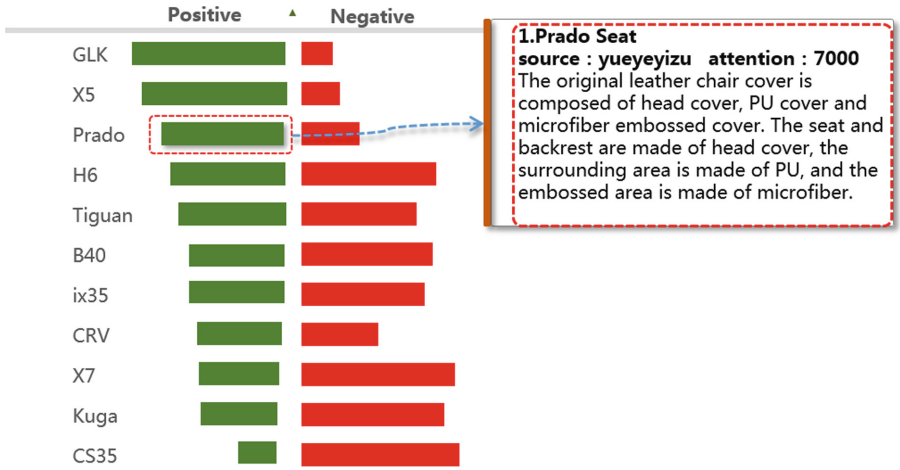 Positive
Negative
GLK
X5
Prado
H6
Tiguan
B40
ix35
CRV
X7
Kuga
CS35
1.Prado Seat
source : yueyeyizu attention : 7000
The original leather chair cover is
composed of head cover, PU cover and
microfiber embossed cover. The seat and
backrest are made of head cover, the
surrounding area is made of PU, and the
embossed area is made of microfiber.